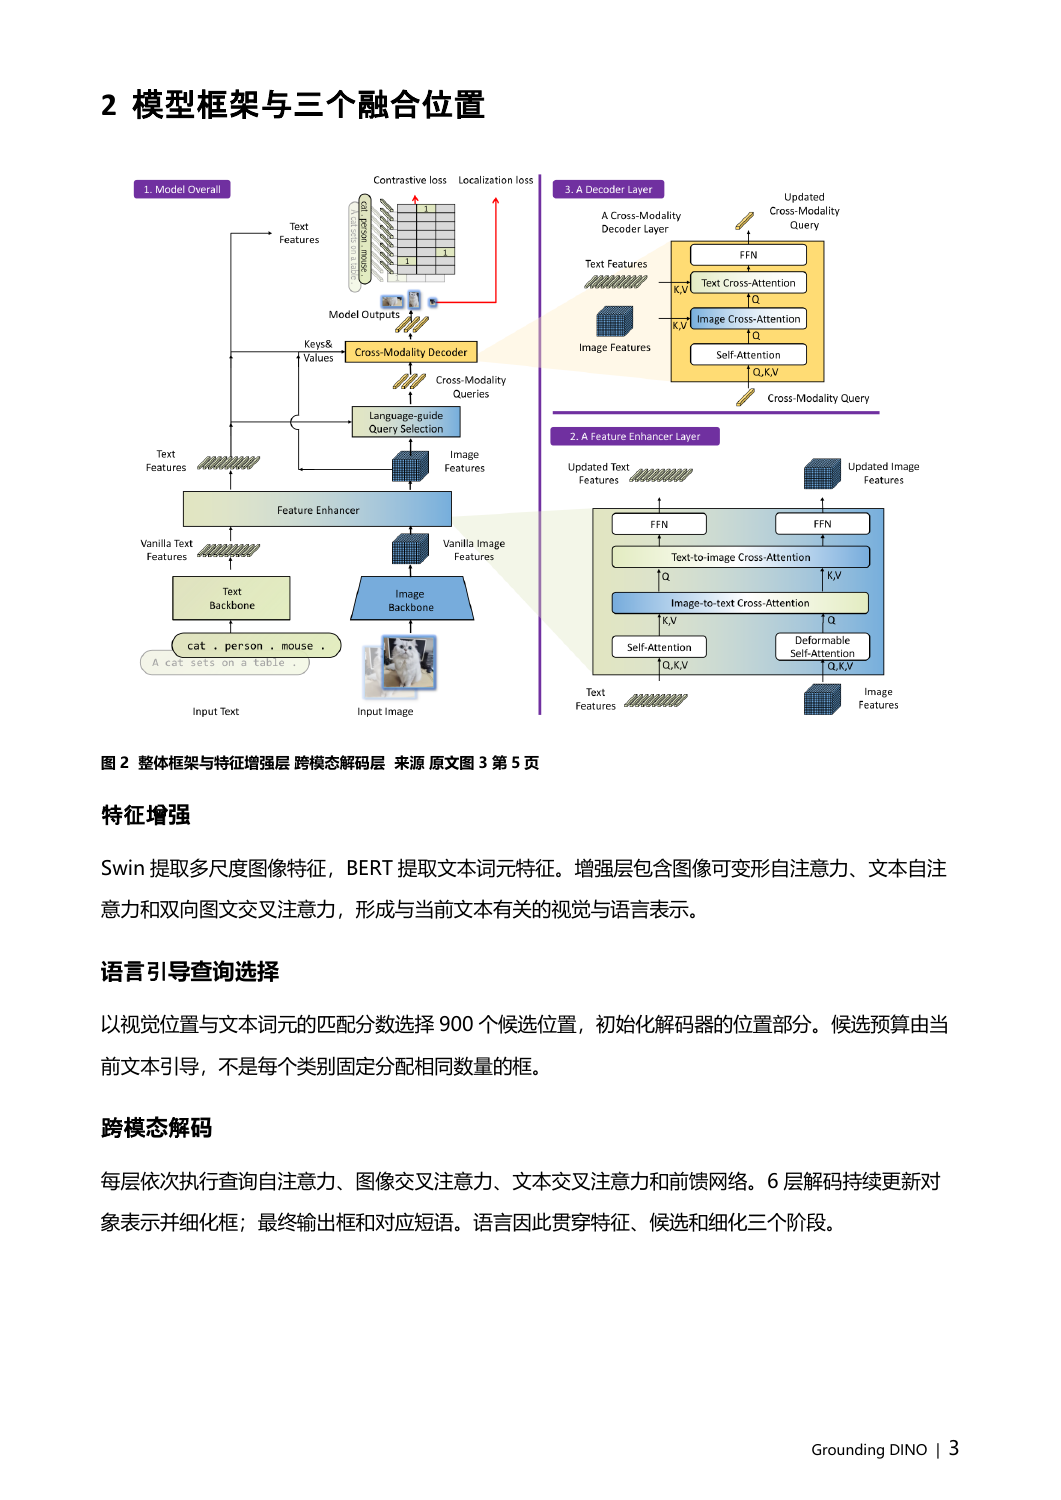 2 模型框架与三个融合位置
1. Model Overall
Contrastive loss Localization loss
Text
Features
cat . person . mouse .
A cat sets on a table .
1
1
1
Model Outputs
Keys&
Values
Cross-Modality Decoder
Cross-Modality
Queries
Language-guide
Query Selection
Text
Features
Image
Features
Feature Enhancer
Vanilla Text
Features
Vanilla Image
Features
Text
Backbone
Image
Backbone
cat . person . mouse .
A cat sets on a table .
Input Text
Input Image
3. A Decoder Layer
A Cross-Modality
Decoder Layer
Updated
Cross-Modality
Query
FFN
Text Features
K,V
Text Cross-Attention
Q
K,V
Image Cross-Attention
Image Features
Q
Self-Attention
Q,K,V
Cross-Modality Query
2. A Feature Enhancer Layer
Updated Text
Features
Updated Image
Features
FFN
FFN
Text-to-image Cross-Attention
Q
K,V
Image-to-text Cross-Attention
K,V
Q
Self-Attention
Deformable
Self-Attention
Q,K,V
Q,K,V
Text
Features
Image
Features
图 2 整体框架与特征增强层 跨模态解码层 来源 原文图 3 第 5 页
特征增强
Swin 提取多尺度图像特征，BERT 提取文本词元特征。增强层包含图像可变形自注意力、文本自注
意力和双向图文交叉注意力，形成与当前文本有关的视觉与语言表示。
语言引导查询选择
以视觉位置与文本词元的匹配分数选择 900 个候选位置，初始化解码器的位置部分。候选预算由当
前文本引导，不是每个类别固定分配相同数量的框。
跨模态解码
每层依次执行查询自注意力、图像交叉注意力、文本交叉注意力和前馈网络。6 层解码持续更新对
象表示并细化框；最终输出框和对应短语。语言因此贯穿特征、候选和细化三个阶段。
Grounding DINO | 3